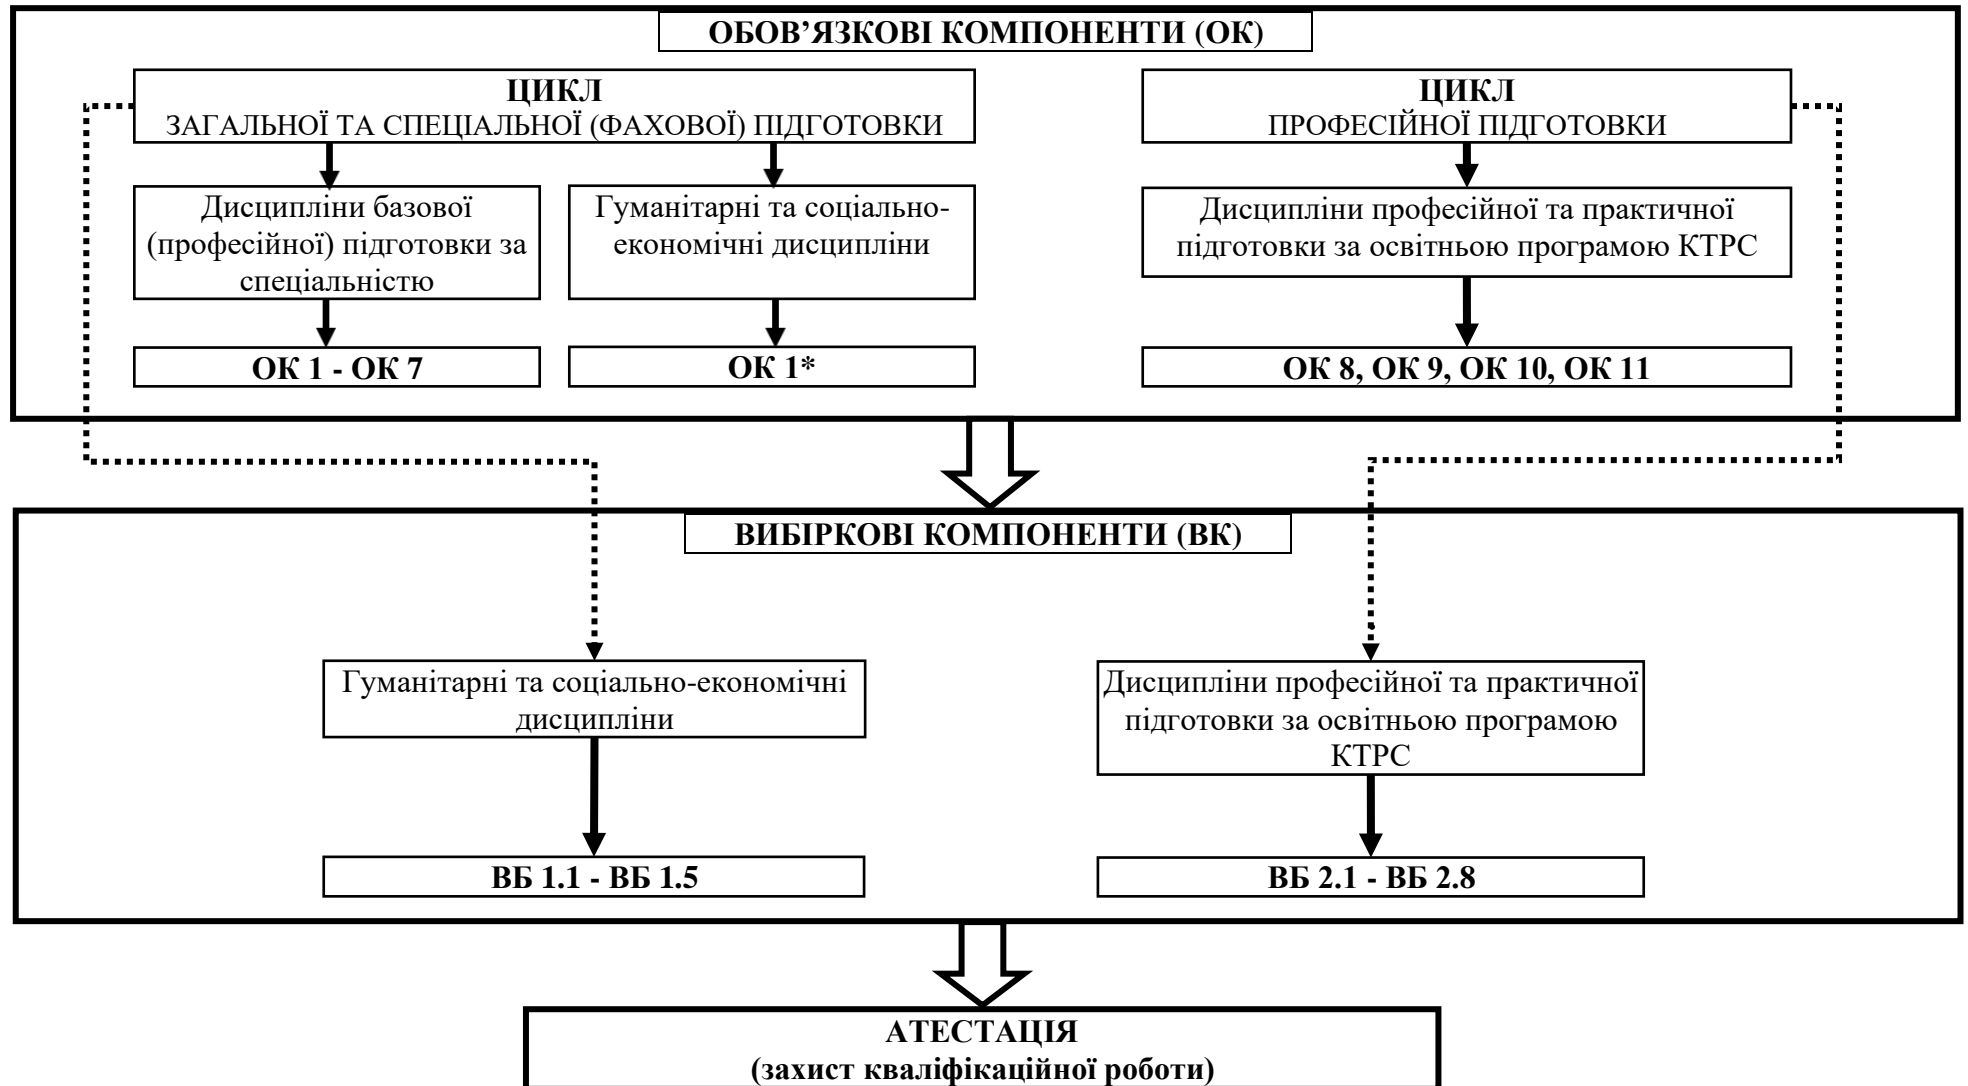 ОБОВ’ЯЗКОВІ КОМПОНЕНТИ (ОК)
ЦИКЛ
ЗАГАЛЬНОЇ ТА СПЕЦІАЛЬНОЇ (ФАХОВОЇ) ПІДГОТОВКИ
ЦИКЛ
ПРОФЕСІЙНОЇ ПІДГОТОВКИ
Дисципліни базової
(професійної) підготовки за
спеціальністю
Гуманітарні та соціально-
економічні дисципліни
Дисципліни професійної та практичної
підготовки за освітньою програмою КТРС
ОК 1 - ОК 7
ОК 1*
ОК 8, ОК 9, ОК 10, ОК 11
ВИБІРКОВІ КОМПОНЕНТИ (ВК)
Гуманітарні та соціально-економічні
дисципліни
Дисципліни професійної та практичної
підготовки за освітньою програмою
КТРС
ВБ 1.1 - ВБ 1.5
ВБ 2.1 - ВБ 2.8
АТЕСТАЦІЯ
(захист кваліфікаційної роботи)